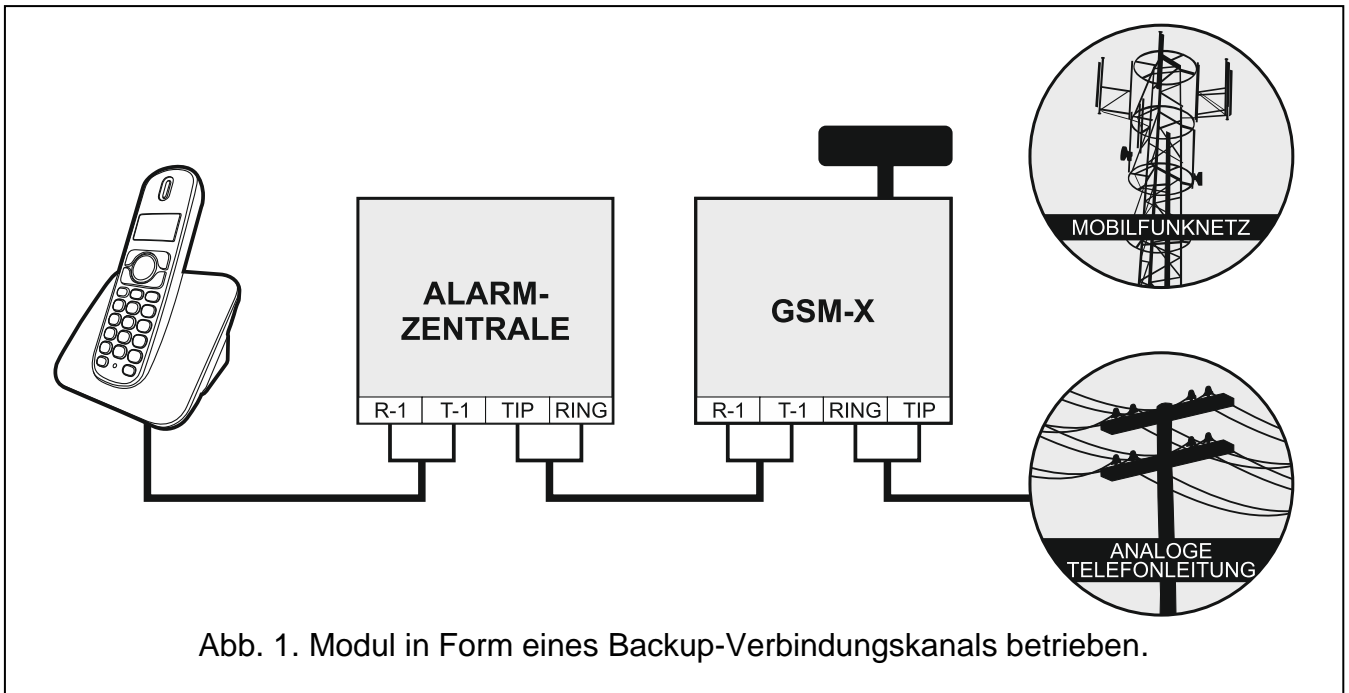 MOBILFUNKNETZ
ALARM-
ZENTRALE
GSM-X
R-1 T-1 TIP RING
R-1 T-1 RING TIP
ANALOGE
TELEFONLEITUNG
Abb. 1. Modul in Form eines Backup-Verbindungskanals betrieben.